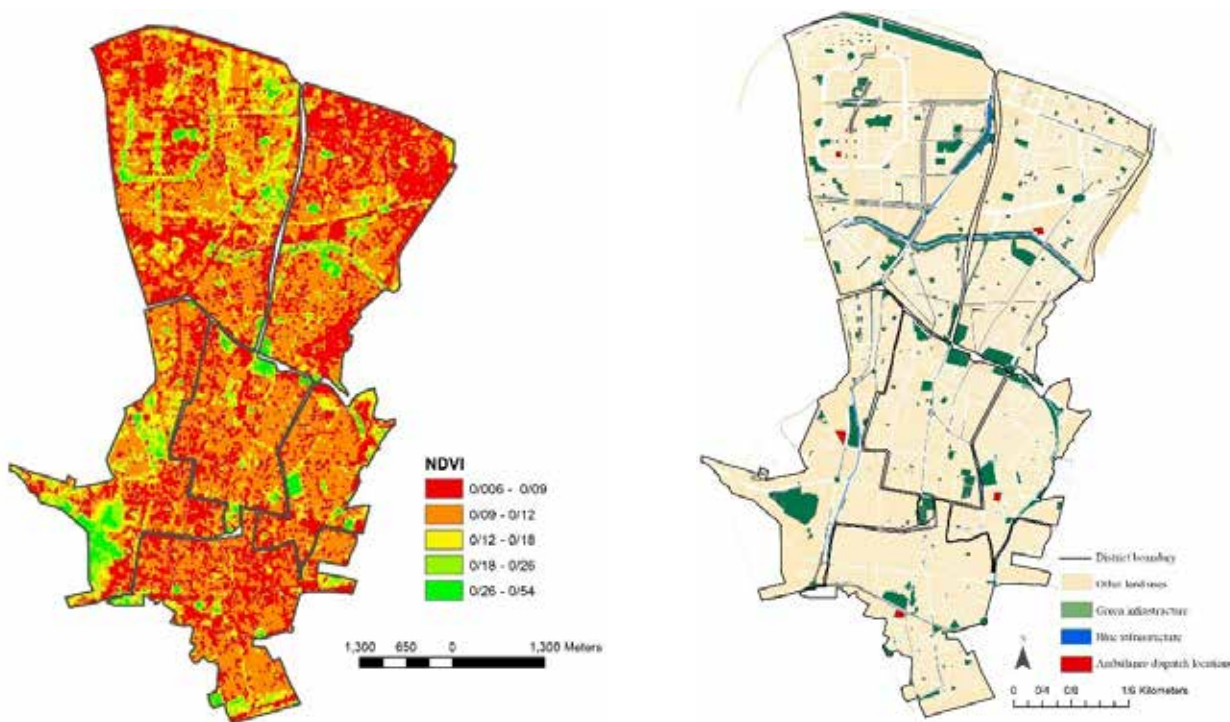 NDVI
0/006 - 0/09
0/09 - 0/12
0/12 - 0/18
0/18 - 0/26
0/26 - 0/54
1,300 650 0 1,300 Meters
District boundary
Other land uses
Green infrastructure
Blue infrastructure
Ambulance dispatch locations
N
0 0/4 0/8 1/6 Kilometers